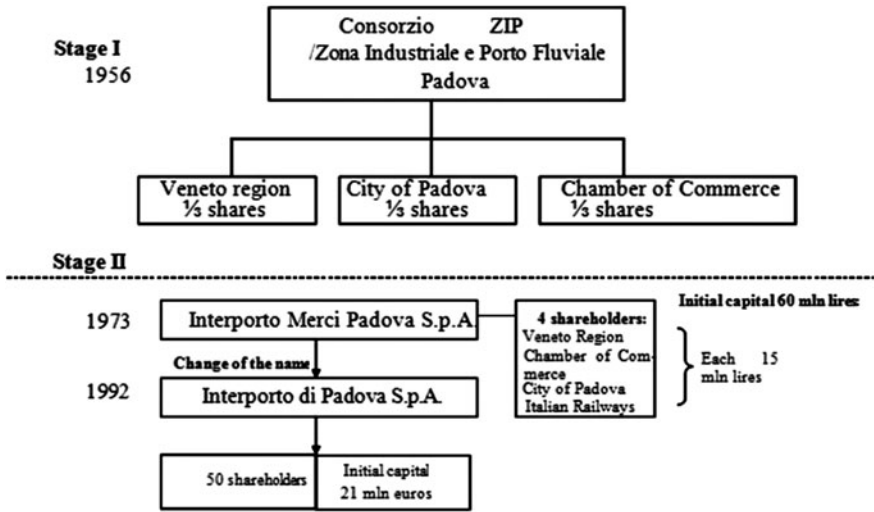 Consorzio ZIP
Stage I
/Zona Industriale e Porto Fluviale
1956
Padova
Veneto region
⅓ shares
City of Padova
⅓ shares
Chamber of Commerce
⅓ shares
Stage II
Initial capital 60 mln lires:
1973
Interporto Merci Padova S.p.A.
4 shareholders:
Veneto Region
Chamber of Com-
merce
City of Padova
Italian Railways
Each 15
mln lires
Change of the name
1992
Interporto di Padova S.p.A.
50 shareholders
Initial capital
21 mln euros